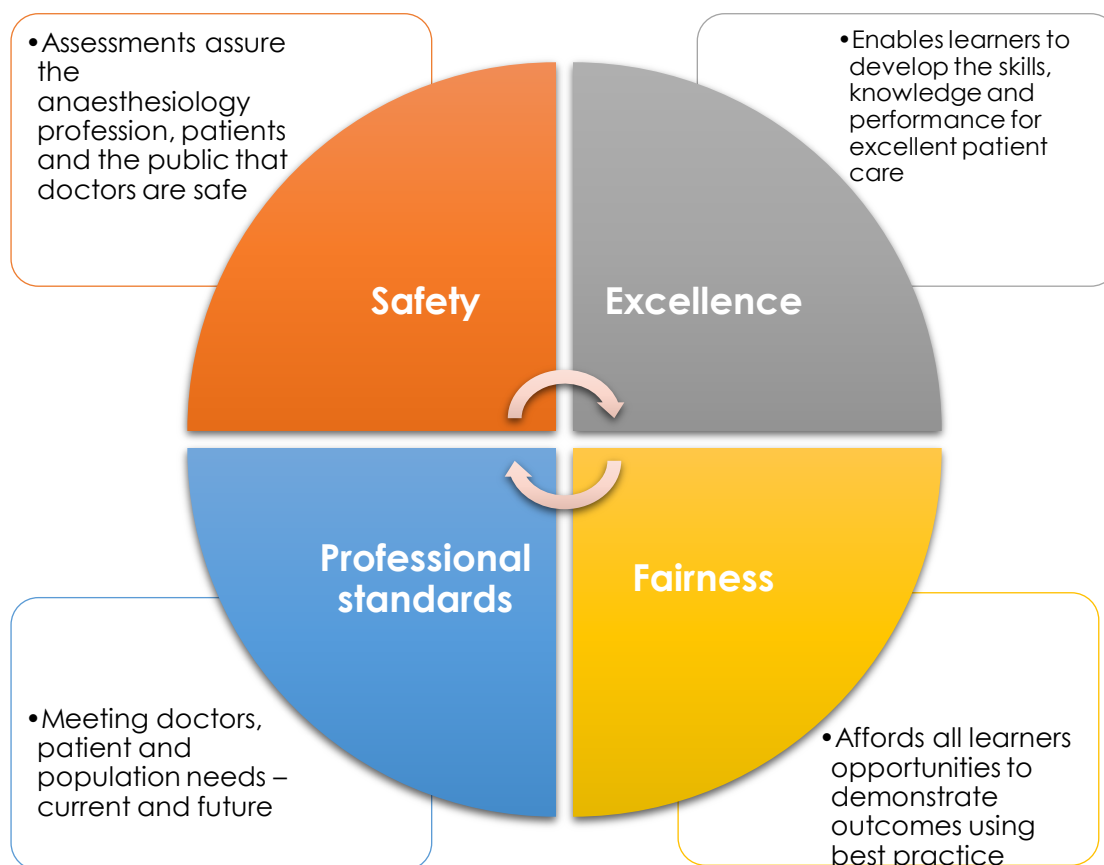 •Assessments assure
the
anaesthesiology
profession, patients
and the public that
doctors are safe
•Enables learners to
develop the skills,
knowledge and
performance for
excellent patient
care
Safety
Excellence
Professional
standards
Fairness
•Meeting doctors,
patient and
population needs –
current and future
•Affords all learners
opportunities to
demonstrate
outcomes using
best practice